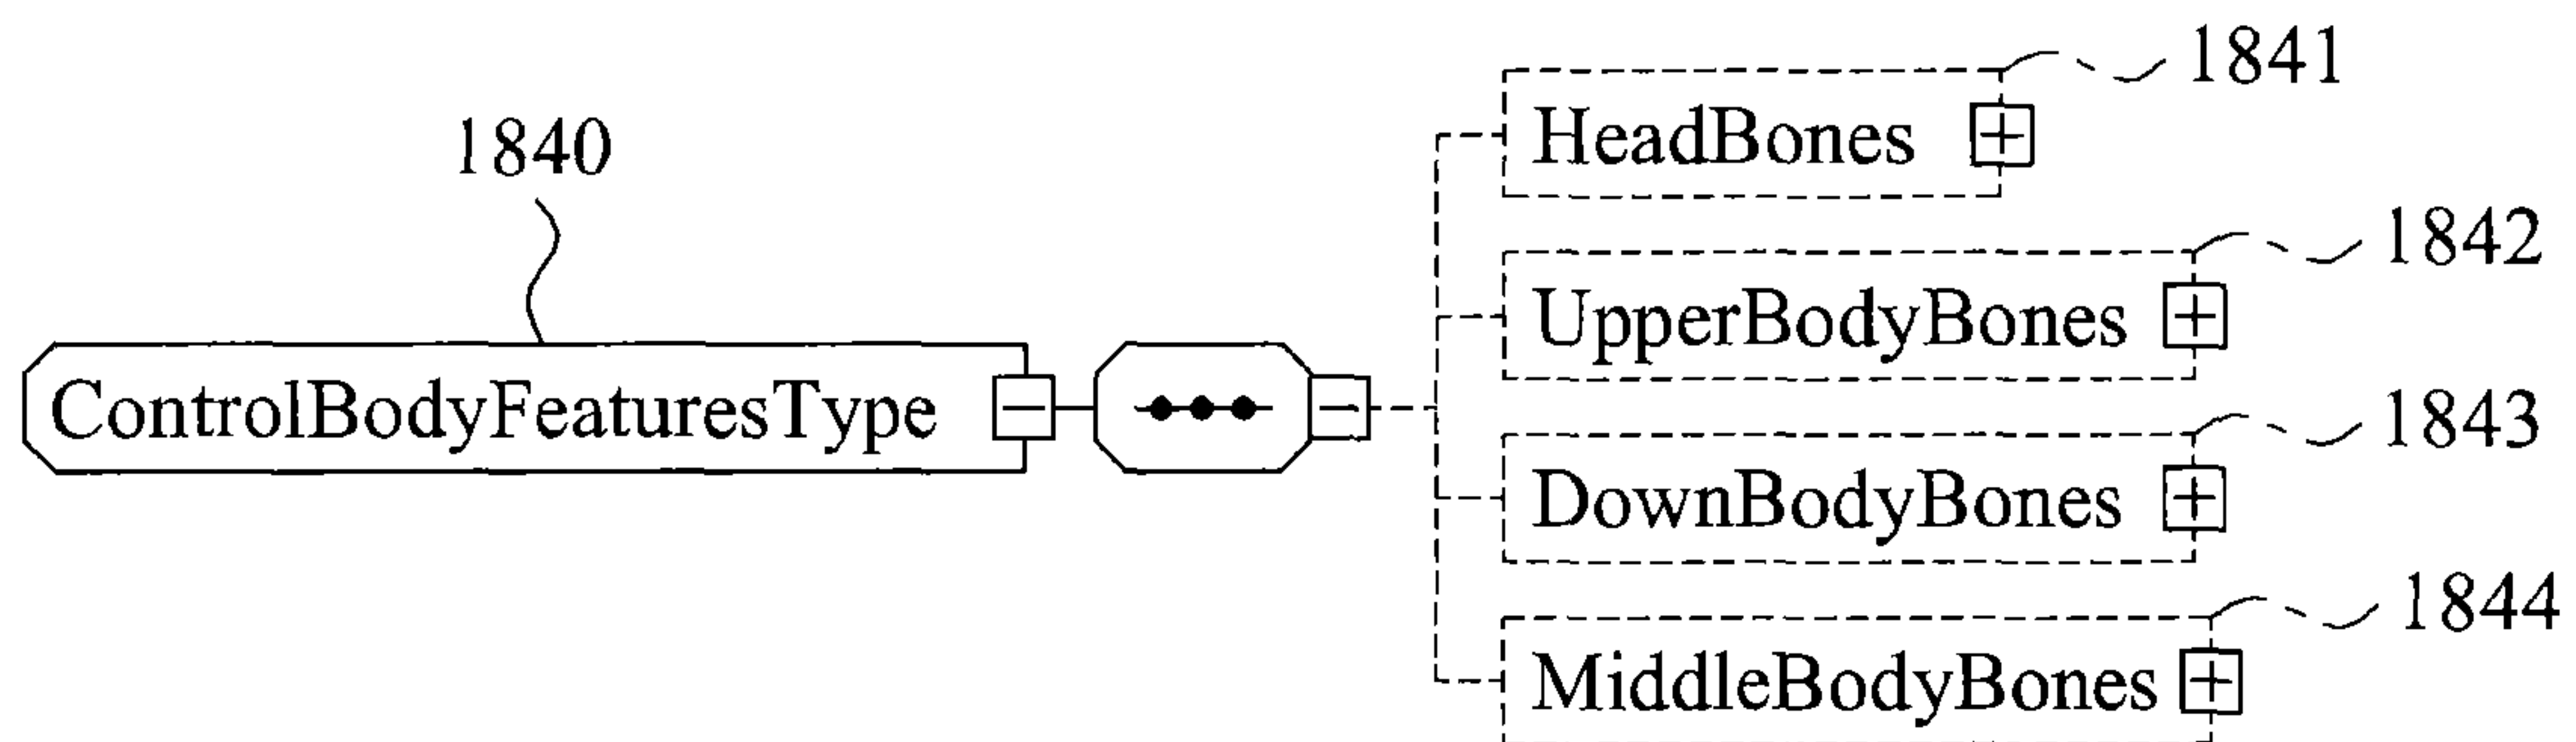 1841
HeadBones
1840
1842
UpperBodyBones
ControlBodyFeaturesType
1843
DownBodyBones
1844
MiddleBodyBones